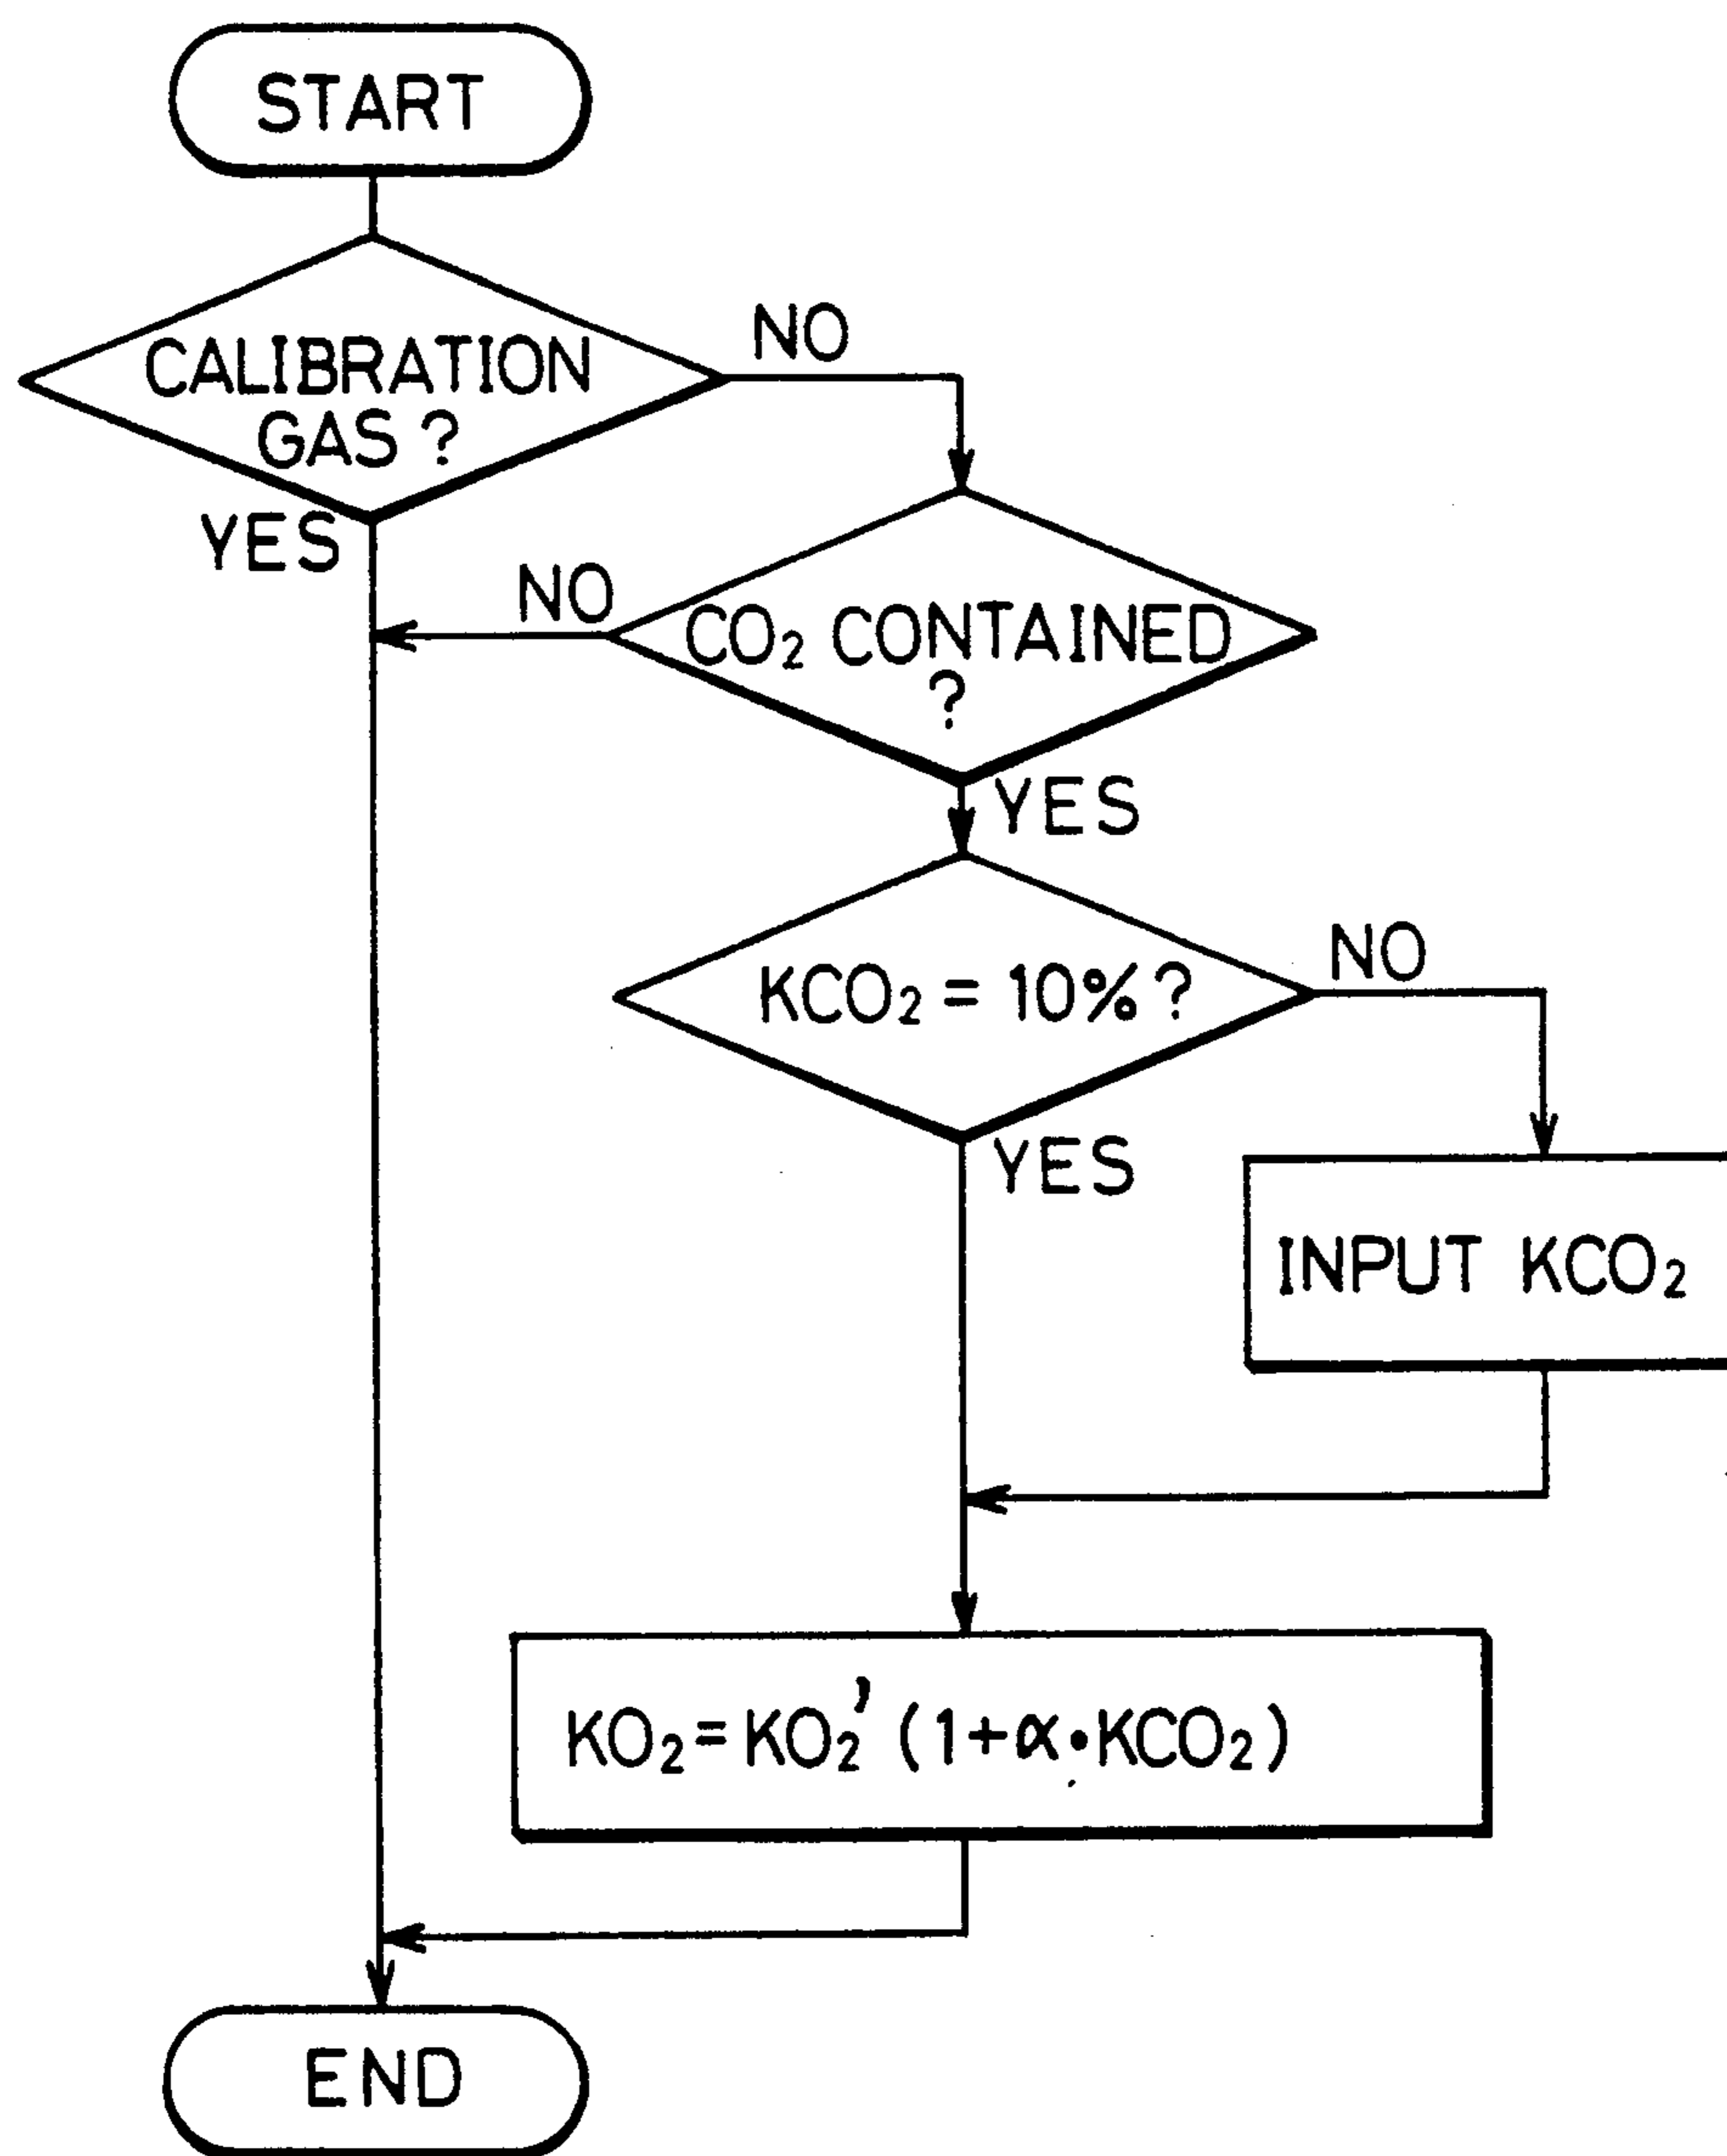 START
CALIBRATION
GAS ?
NO
YES
NO
CO₂ CONTAINED
?
YES
KCO₂ = 10% ?
NO
YES
INPUT KCO₂
KO₂=KO₂′ (1+α•KCO₂)
END